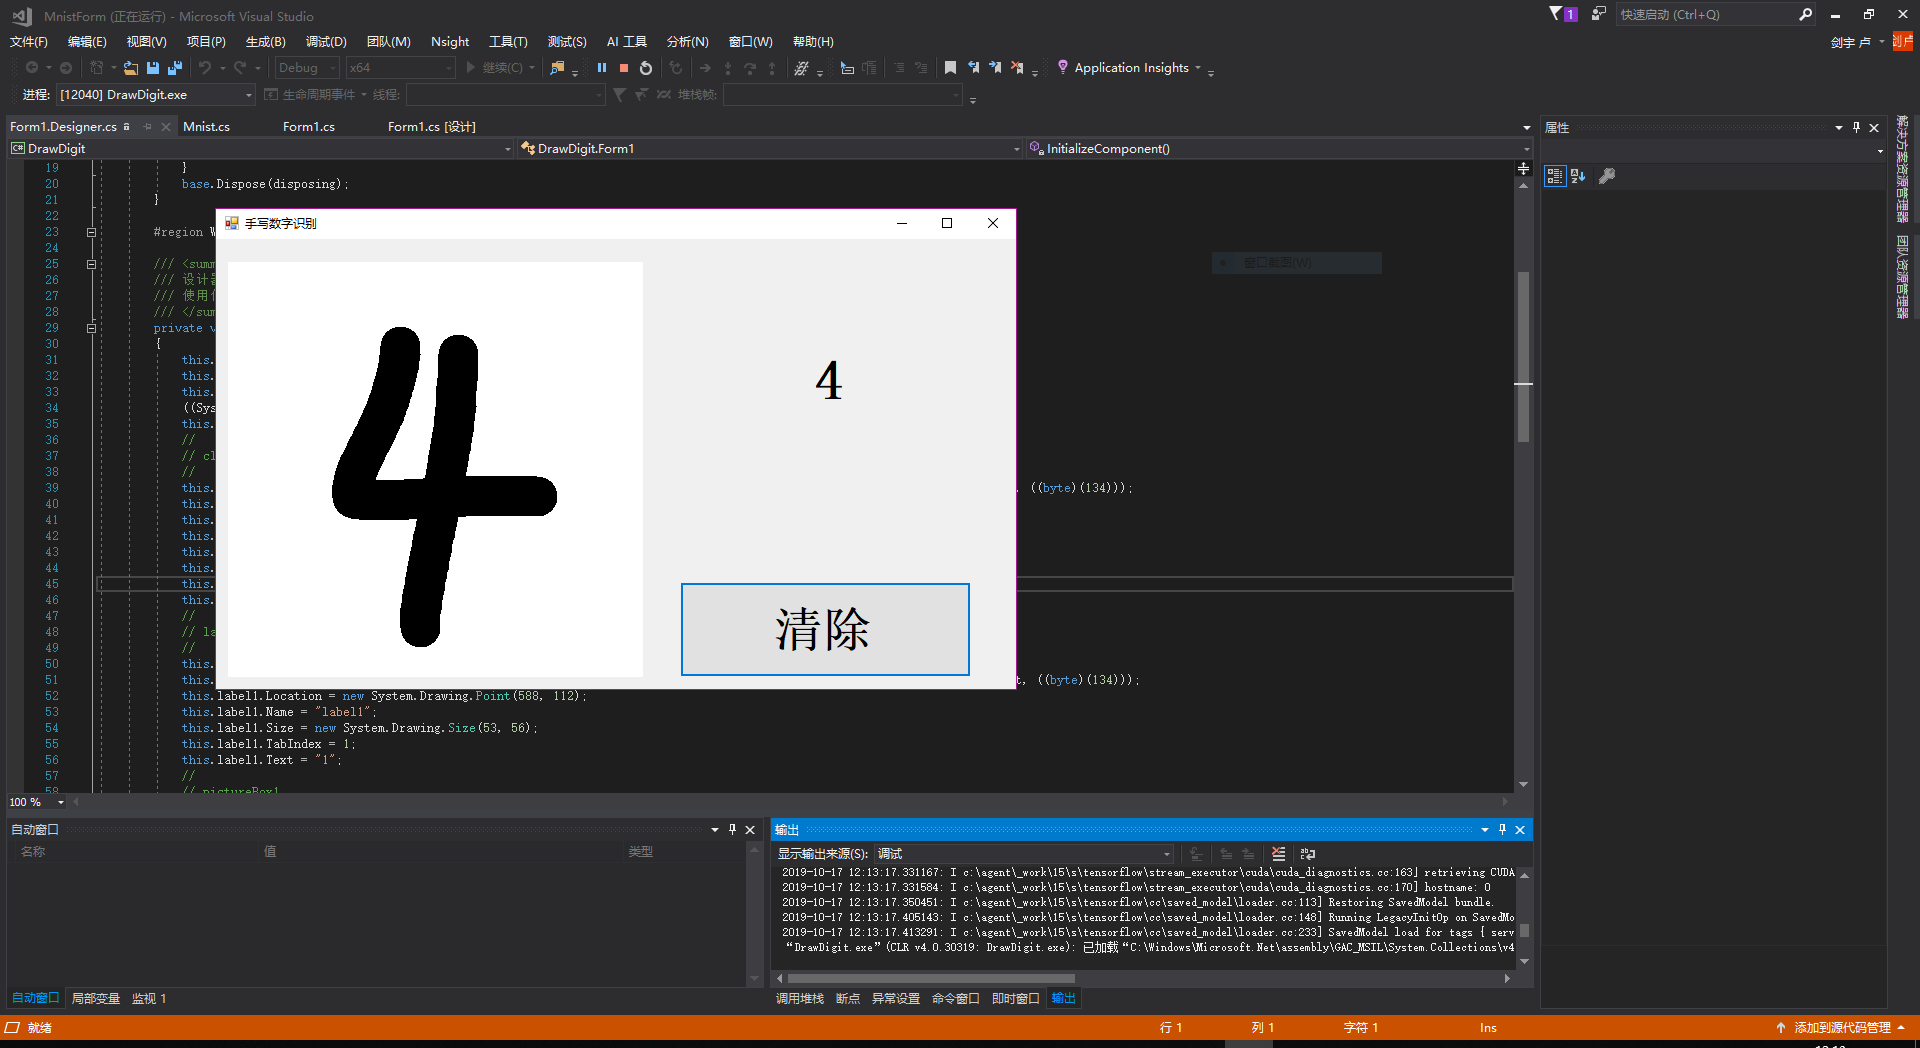 MnistForm (正在运行) - Microsoft Visual Studio
1
快速启动 (Ctrl+Q)
文件(F) 编辑(E) 视图(V) 项目(P) 生成(B) 调试(D) 团队(M) Nsight 工具(T) 测试(S) AI 工具 分析(N) 窗口(W) 帮助(H)
剑宇 卢
Debug x64 继续(C) Application Insights
进程: [12040] DrawDigit.exe 生命周期事件 线程: 堆栈帧:
Form1.Designer.cs Mnist.cs Form1.cs Form1.cs [设计]
DrawDigit DrawDigit.Form1 InitializeComponent()
19 }
20 base.Dispose(disposing);
21 }
22
23 #region
24
25 /// <summ
26 /// 设计
27 /// 使用
28 /// </sum
29 private v
30 {
31 this.
32 this.
33 this.
34 ((Sys
35 this.
36 //
37 // cl
38 //
39 this. , ((byte)(134)));
40 this.
41 this.
42 this.
43 this.
44 this.
45 this.
46 this.
47 //
48 // la
49 //
50 this.
51 this. t, ((byte)(134)));
52 this.label1.Location = new System.Drawing.Point(588, 112);
53 this.label1.Name = "label1";
54 this.label1.Size = new System.Drawing.Size(53, 56);
55 this.label1.TabIndex = 1;
56 this.label1.Text = "1";
57 //
58 // pictureBox1
手写数字识别
4
4
清除
窗口截图(W)
100 %
属性
解决方案资源管理器
团队资源管理器
自动窗口
名称 值 类型
自动窗口 局部变量 监视 1
输出
显示输出来源(S): 调试
2019-10-17 12:13:17.331167: I c:\agent\_work\15\s\tensorflow\stream_executor\cuda\cuda_diagnostics.cc:163] retrieving CUDA
2019-10-17 12:13:17.331584: I c:\agent\_work\15\s\tensorflow\stream_executor\cuda\cuda_diagnostics.cc:170] hostname: O
2019-10-17 12:13:17.350451: I c:\agent\_work\15\s\tensorflow\cc\saved_model\loader.cc:113] Restoring SavedModel bundle.
2019-10-17 12:13:17.405143: I c:\agent\_work\15\s\tensorflow\cc\saved_model\loader.cc:148] Running LegacyInitOp on SavedMo
2019-10-17 12:13:17.413291: I c:\agent\_work\15\s\tensorflow\cc\saved_model\loader.cc:233] SavedModel load for tags { serv
“DrawDigit.exe”(CLR v4.0.30319: DrawDigit.exe): 已加载“C:\Windows\Microsoft.Net\assembly\GAC_MSIL\System.Collections\v4
调用堆栈 断点 异常设置 命令窗口 即时窗口 输出
就绪 行 1 列 1 字符 1 Ins 添加到源代码管理